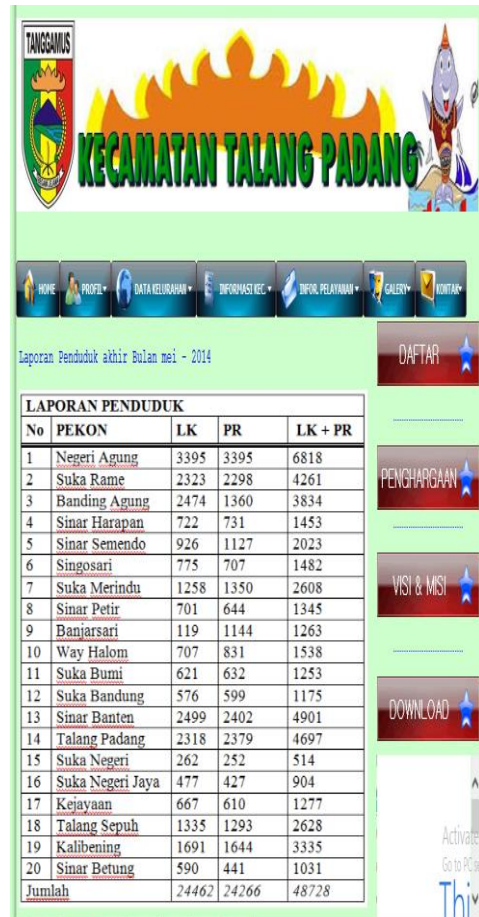 TANGGAMUS
KECAMATAN TALANG PADANG
HOME PROFIL DATA KELURAHAN INFORMASI KEC. INFOR. PELAYANAN GALERY KONTAK
Laporan Penduduk akhir Bulan mei - 2014
LAPORAN PENDUDUK
No PEKON LK PR LK + PR
1 Negeri Agung 3395 3395 6818
2 Suka Rame 2323 2298 4261
3 Banding Agung 2474 1360 3834
4 Sinar Harapan 722 731 1453
5 Sinar Semendo 926 1127 2023
6 Singosari 775 707 1482
7 Suka Merindu 1258 1350 2608
8 Sinar Petir 701 644 1345
9 Banjarsari 119 1144 1263
10 Way Halom 707 831 1538
11 Suka Bumi 621 632 1253
12 Suka Bandung 576 599 1175
13 Sinar Banten 2499 2402 4901
14 Talang Padang 2318 2379 4697
15 Suka Negeri 262 252 514
16 Suka Negeri Jaya 477 427 904
17 Kejayaan 667 610 1277
18 Talang Sepuh 1335 1293 2628
19 Kalibening 1691 1644 3335
20 Sinar Betung 590 441 1031
Jumlah 24462 24266 48728
DAFTAR
PENGHARGAAN
VISI & MISI
DOWNLOAD
Activate
Go to PC se
Thi